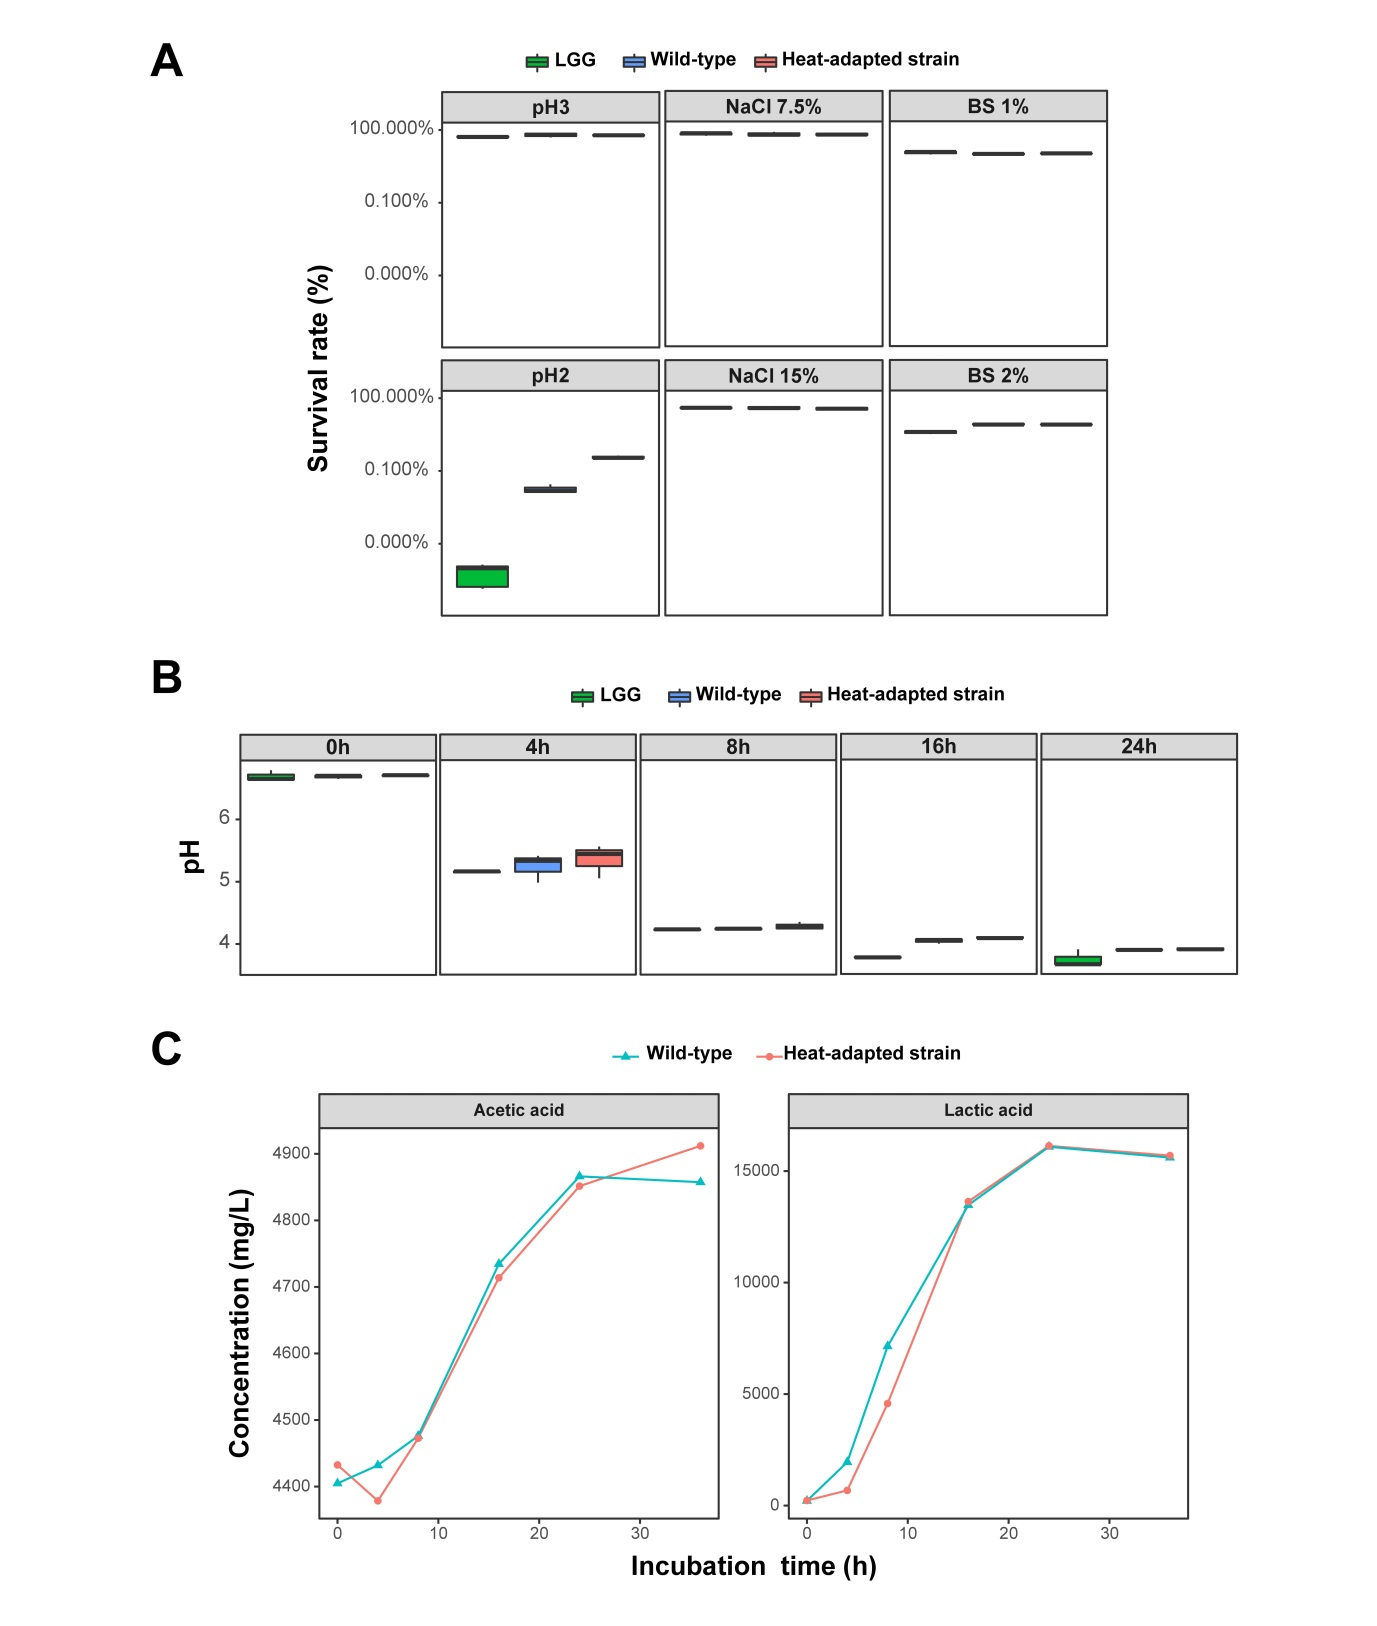 A
LGG Wild-type Heat-adapted strain
pH3 NaCl 7.5% BS 1%
100.000%
0.100%
0.000%
Survival rate (%)
pH2 NaCl 15% BS 2%
100.000%
0.100%
0.000%
B
LGG Wild-type Heat-adapted strain
0h 4h 8h 16h 24h
pH
6
5
4
C
Wild-type Heat-adapted strain
Acetic acid Lactic acid
Concentration (mg/L)
4900
4800
4700
4600
4500
4400
15000
10000
5000
0
0 10 20 30 0 10 20 30
Incubation time (h)